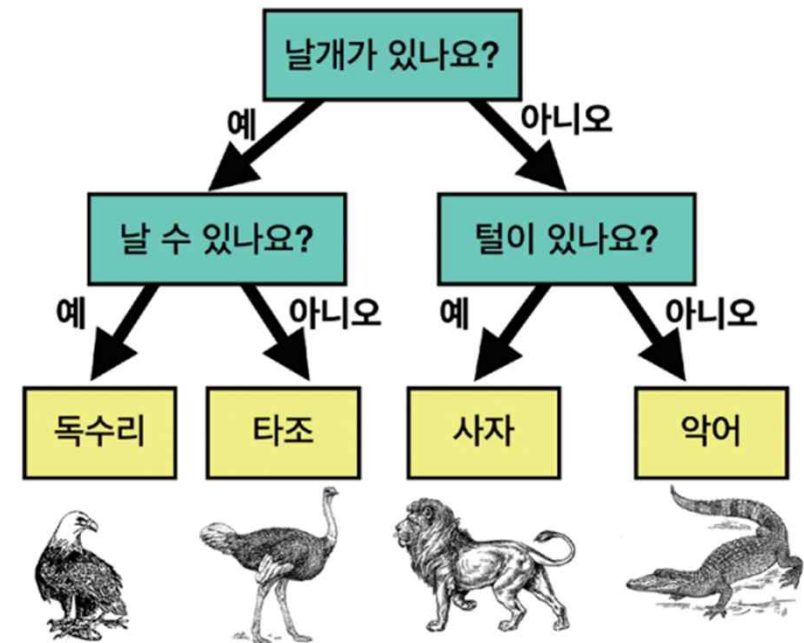 날개가 있나요?
예
아니오
날 수 있나요?
털이 있나요?
예
아니오
예
아니오
독수리
타조
사자
악어